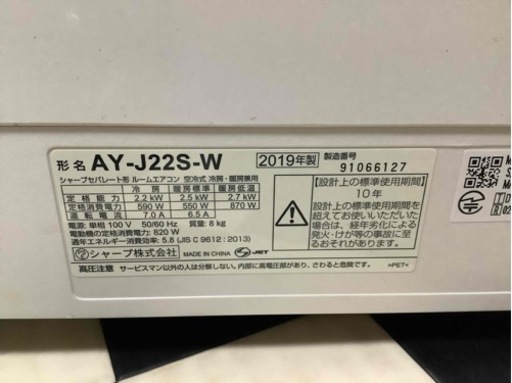 形名 AY-J22S-W 2019年製 製造番号 91066127
シャープセパレート形 ルームエアコン 空冷式 冷房・暖房兼用
冷房 暖房標準 暖房低温
定格能力 2.2 kW 2.5 kW 2.7 kW
定格消費電力 590 W 550 W 870 W
運転電流 7.0 A 6.5 A
電源:単相 100 V 50/60 Hz 質量:8 kg
電動機の定格消費電力:820 W
通年エネルギー消費効率:5.8 (JIS C 9612:2013)
シャープ株式会社 MADE IN CHINA JET
【設計上の標準使用期間】
10年
設計上の標準使用期間を
超えてお使いいただいた
場合は、経年劣化による
発火・けが等の事故に至
るおそれがあります。
高圧注意 サービスマン以外の人は分解しない。内部に高電圧部があり、さわると危険です。 >PET<